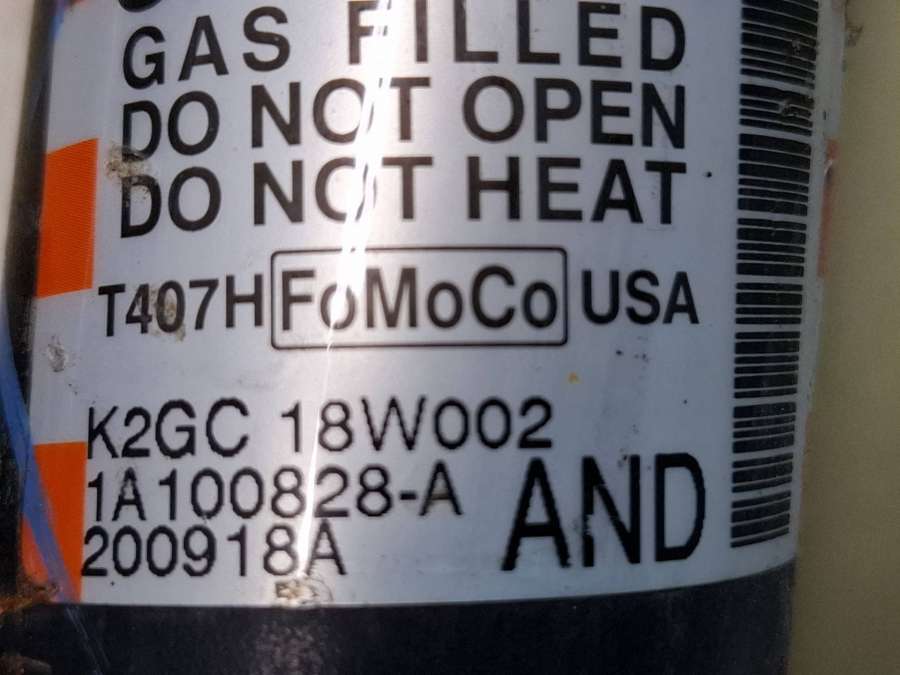 GAS FILLED
DO NOT OPEN
DO NOT HEAT
T407H FoMoCo USA
K2GC 18W002
1A100828-A AND
200918A